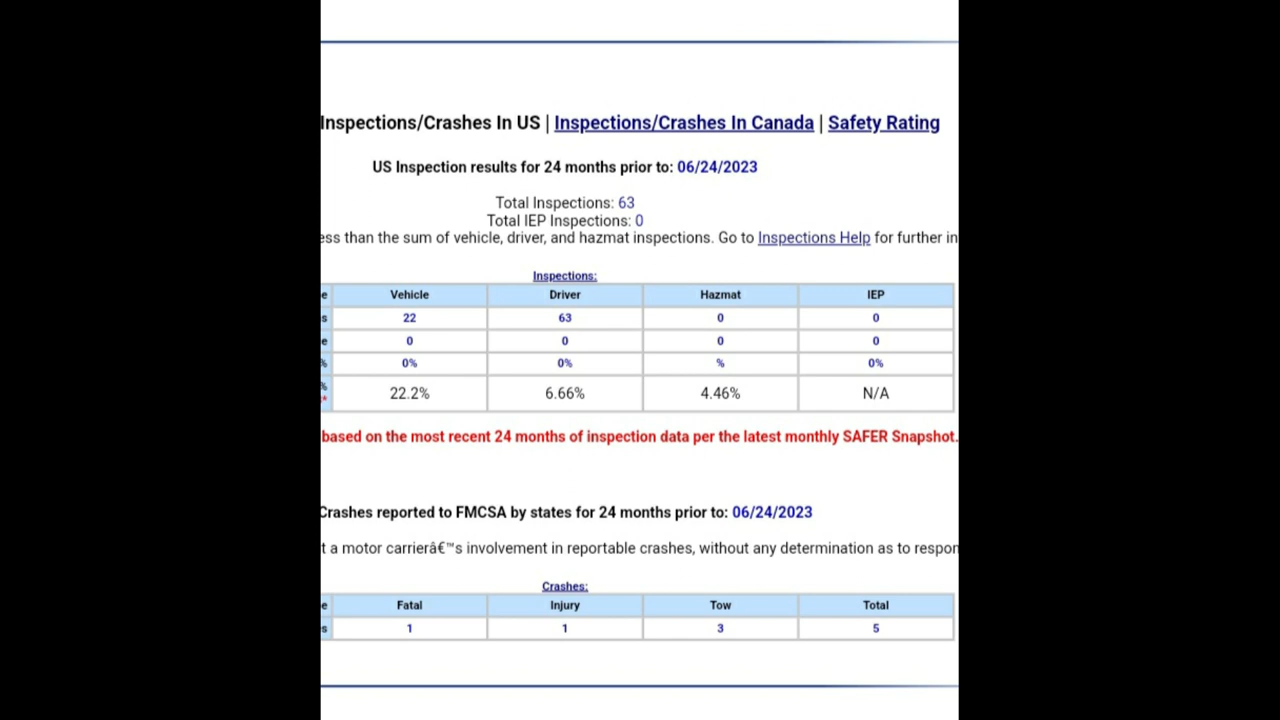 Inspections/Crashes In US | Inspections/Crashes In Canada | Safety Rating
US Inspection results for 24 months prior to: 06/24/2023
Total Inspections: 63
Total IEP Inspections: 0
ess than the sum of vehicle, driver, and hazmat inspections. Go to Inspections Help for further in
Inspections:
e Vehicle Driver Hazmat IEP
s 22 63 0 0
e 0 0 0 0
% 0% 0% % 0%
% 22.2% 6.66% 4.46% N/A
*
based on the most recent 24 months of inspection data per the latest monthly SAFER Snapshot.
Crashes reported to FMCSA by states for 24 months prior to: 06/24/2023
t a motor carrierâ€™s involvement in reportable crashes, without any determination as to respon
Crashes:
e Fatal Injury Tow Total
s 1 1 3 5